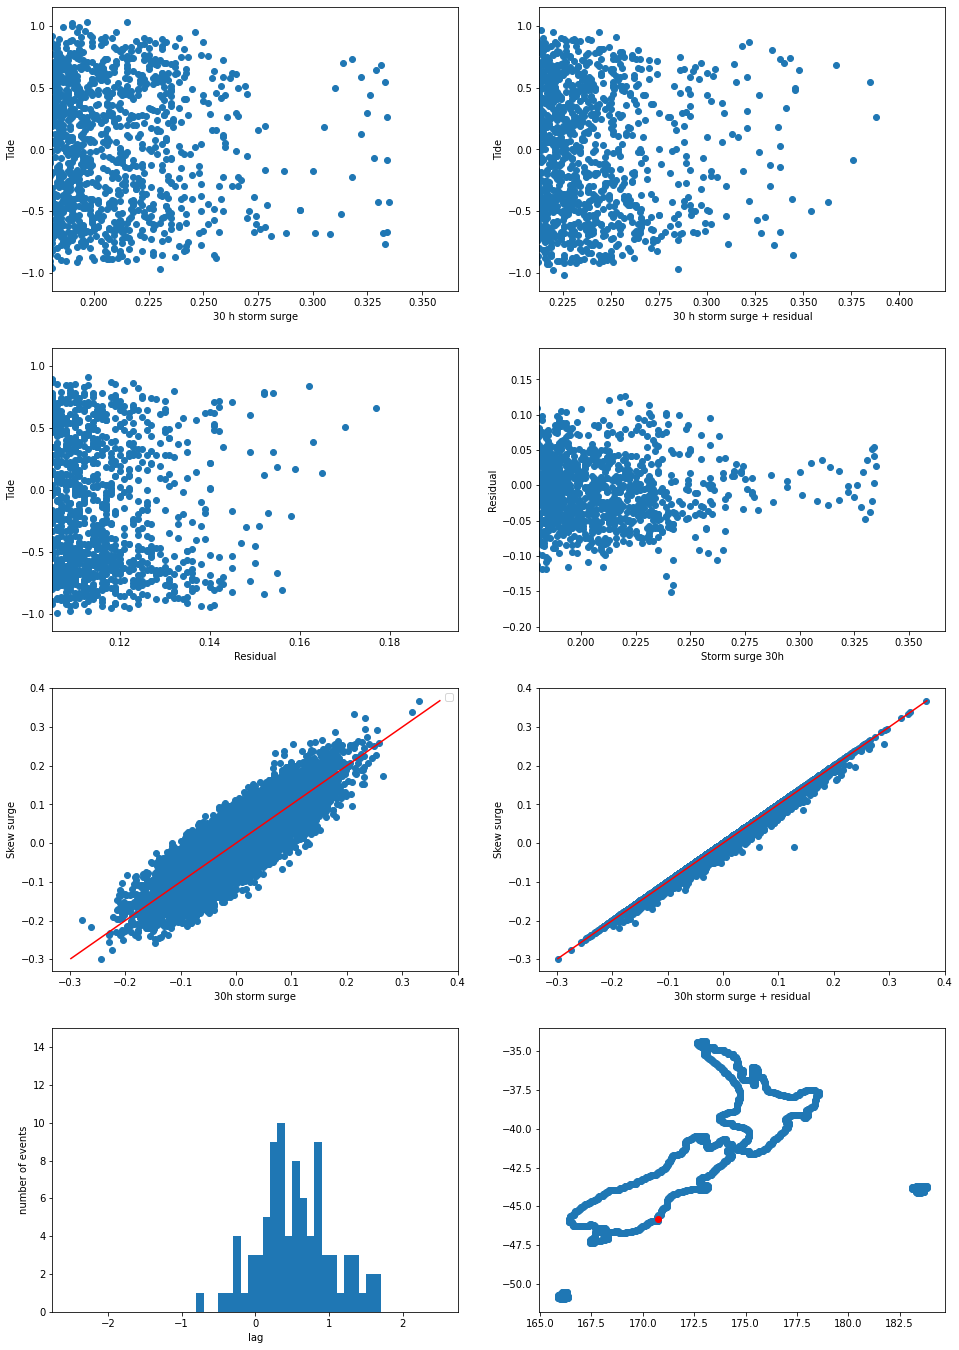 1.0
0.5
0.0
−0.5
−1.0
Tide
0.200 0.225 0.250 0.275 0.300 0.325 0.350
30 h storm surge
1.0
0.5
0.0
−0.5
−1.0
Tide
0.225 0.250 0.275 0.300 0.325 0.350 0.375 0.400
30 h storm surge + residual
1.0
0.5
0.0
−0.5
−1.0
Tide
0.12 0.14 0.16 0.18
Residual
0.15
0.10
0.05
0.00
−0.05
−0.10
−0.15
−0.20
Residual
0.200 0.225 0.250 0.275 0.300 0.325 0.350
Storm surge 30h
0.4
0.3
0.2
0.1
0.0
−0.1
−0.2
−0.3
Skew surge
−0.3 −0.2 −0.1 0.0 0.1 0.2 0.3 0.4
30h storm surge
0.4
0.3
0.2
0.1
0.0
−0.1
−0.2
−0.3
Skew surge
−0.3 −0.2 −0.1 0.0 0.1 0.2 0.3 0.4
30h storm surge + residual
14
12
10
8
6
4
2
0
number of events
−2 −1 0 1 2
lag
−35.0
−37.5
−40.0
−42.5
−45.0
−47.5
−50.0
165.0 167.5 170.0 172.5 175.0 177.5 180.0 182.5